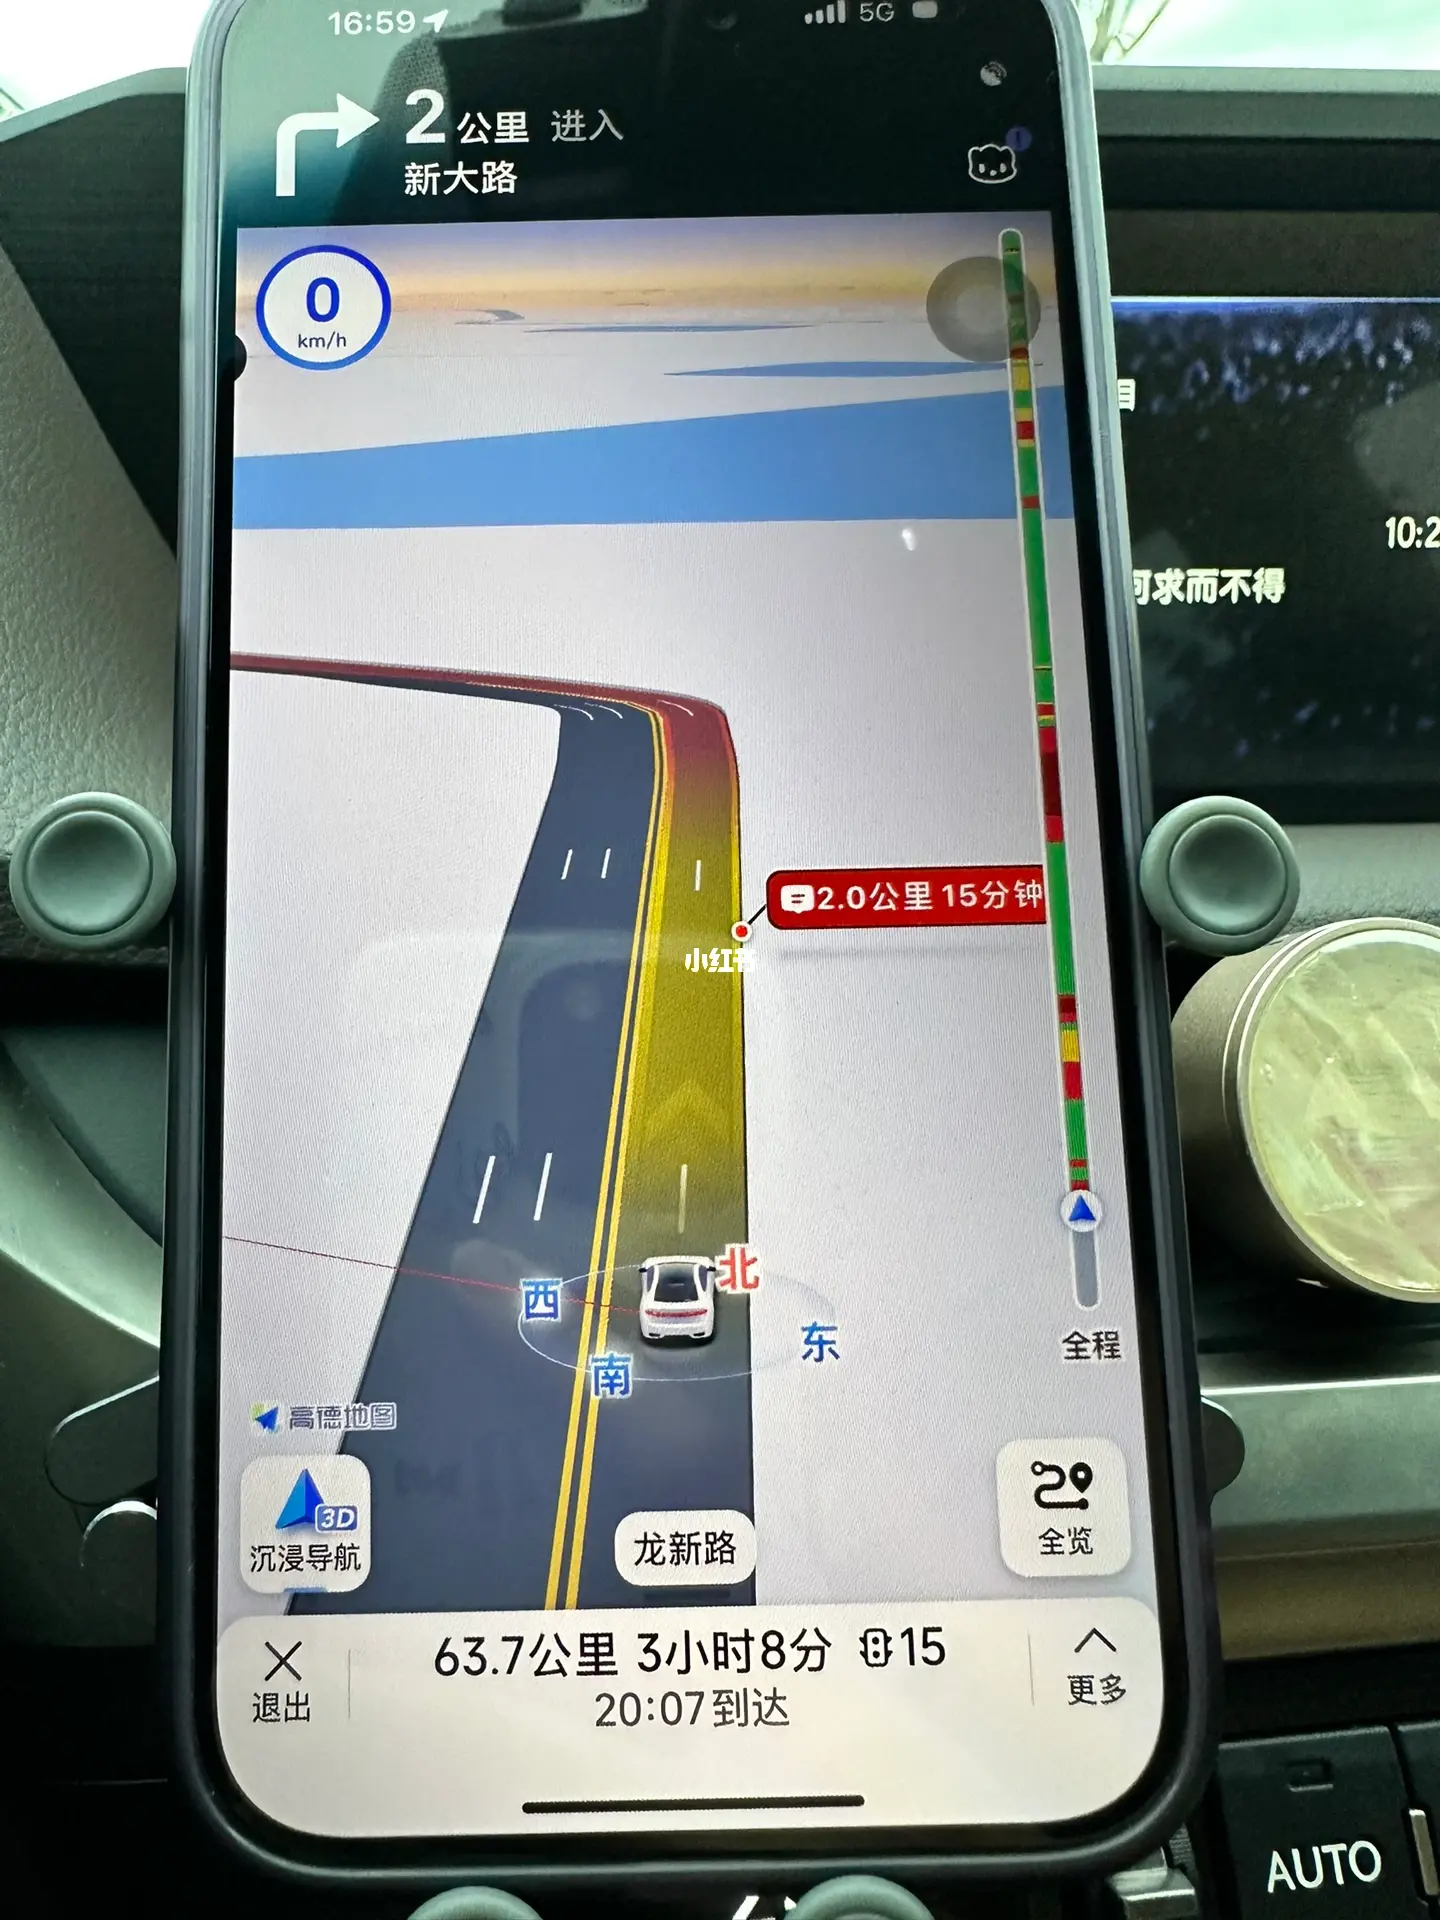 16:59
5G
2公里 进入
新大路
0
km/h
10:2
求而不得
2.0公里 15分钟
小红书
北
西
东
南
全程
高德地图
3D
沉浸导航
龙新路
全览
63.7公里 3小时8分 15
20:07到达
退出
更多
AUTO